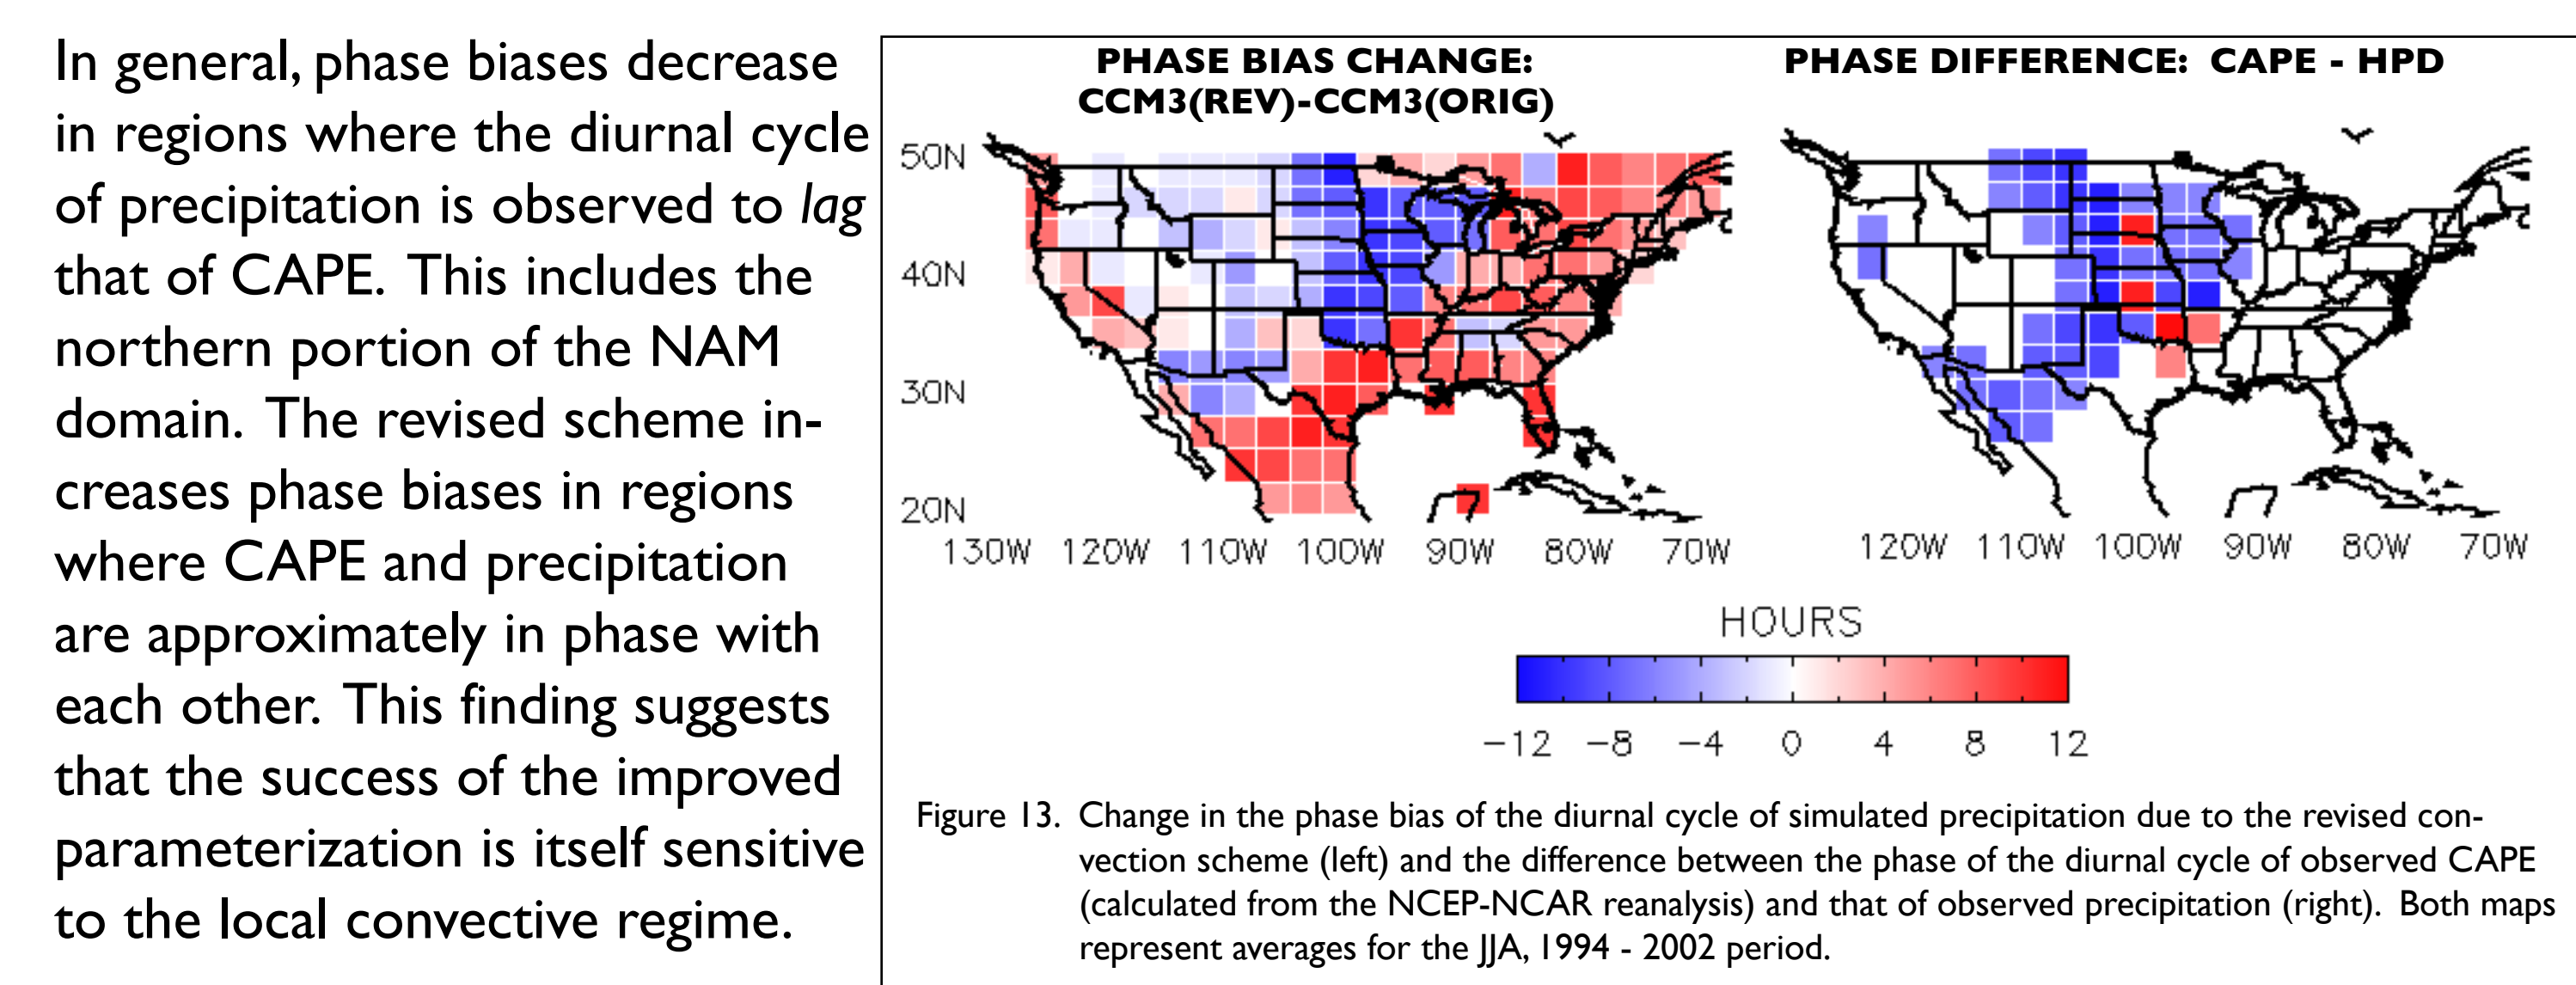 In general, phase biases decrease
in regions where the diurnal cycle
of precipitation is observed to lag
that of CAPE. This includes the
northern portion of the NAM
domain. The revised scheme in-
creases phase biases in regions
where CAPE and precipitation
are approximately in phase with
each other. This finding suggests
that the success of the improved
parameterization is itself sensitive
to the local convective regime.
PHASE BIAS CHANGE:
CCM3(REV)-CCM3(ORIG)
50N
40N
30N
20N
130W 120W 110W 100W 90W 80W 70W
PHASE DIFFERENCE: CAPE - HPD
120W 110W 100W 90W 80W 70W
HOURS
-12 -8 -4 0 4 8 12
Figure 13. Change in the phase bias of the diurnal cycle of simulated precipitation due to the revised con-
vection scheme (left) and the difference between the phase of the diurnal cycle of observed CAPE
(calculated from the NCEP-NCAR reanalysis) and that of observed precipitation (right). Both maps
represent averages for the JJA, 1994 - 2002 period.